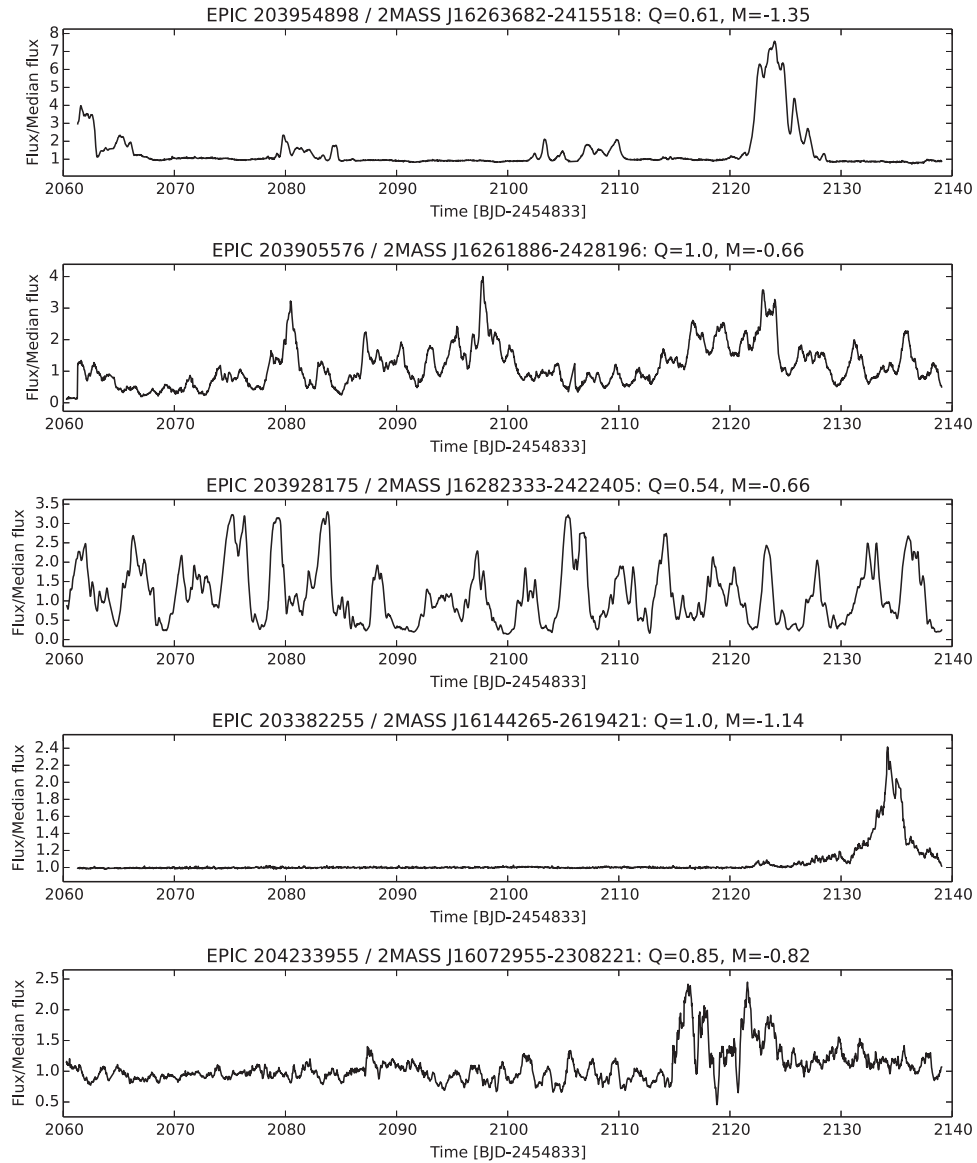 EPIC 203954898 / 2MASS J16263682-2415518: Q=0.61, M=-1.35
Flux/Median flux
8
7
6
5
4
3
2
1
2060 2070 2080 2090 2100 2110 2120 2130 2140
Time [BJD-2454833]
EPIC 203905576 / 2MASS J16261886-2428196: Q=1.0, M=-0.66
Flux/Median flux
4
3
2
1
0
2060 2070 2080 2090 2100 2110 2120 2130 2140
Time [BJD-2454833]
EPIC 203928175 / 2MASS J16282333-2422405: Q=0.54, M=-0.66
Flux/Median flux
3.5
3.0
2.5
2.0
1.5
1.0
0.5
0.0
2060 2070 2080 2090 2100 2110 2120 2130 2140
Time [BJD-2454833]
EPIC 203382255 / 2MASS J16144265-2619421: Q=1.0, M=-1.14
Flux/Median flux
2.4
2.2
2.0
1.8
1.6
1.4
1.2
1.0
2060 2070 2080 2090 2100 2110 2120 2130 2140
Time [BJD-2454833]
EPIC 204233955 / 2MASS J16072955-2308221: Q=0.85, M=-0.82
Flux/Median flux
2.5
2.0
1.5
1.0
0.5
2060 2070 2080 2090 2100 2110 2120 2130 2140
Time [BJD-2454833]